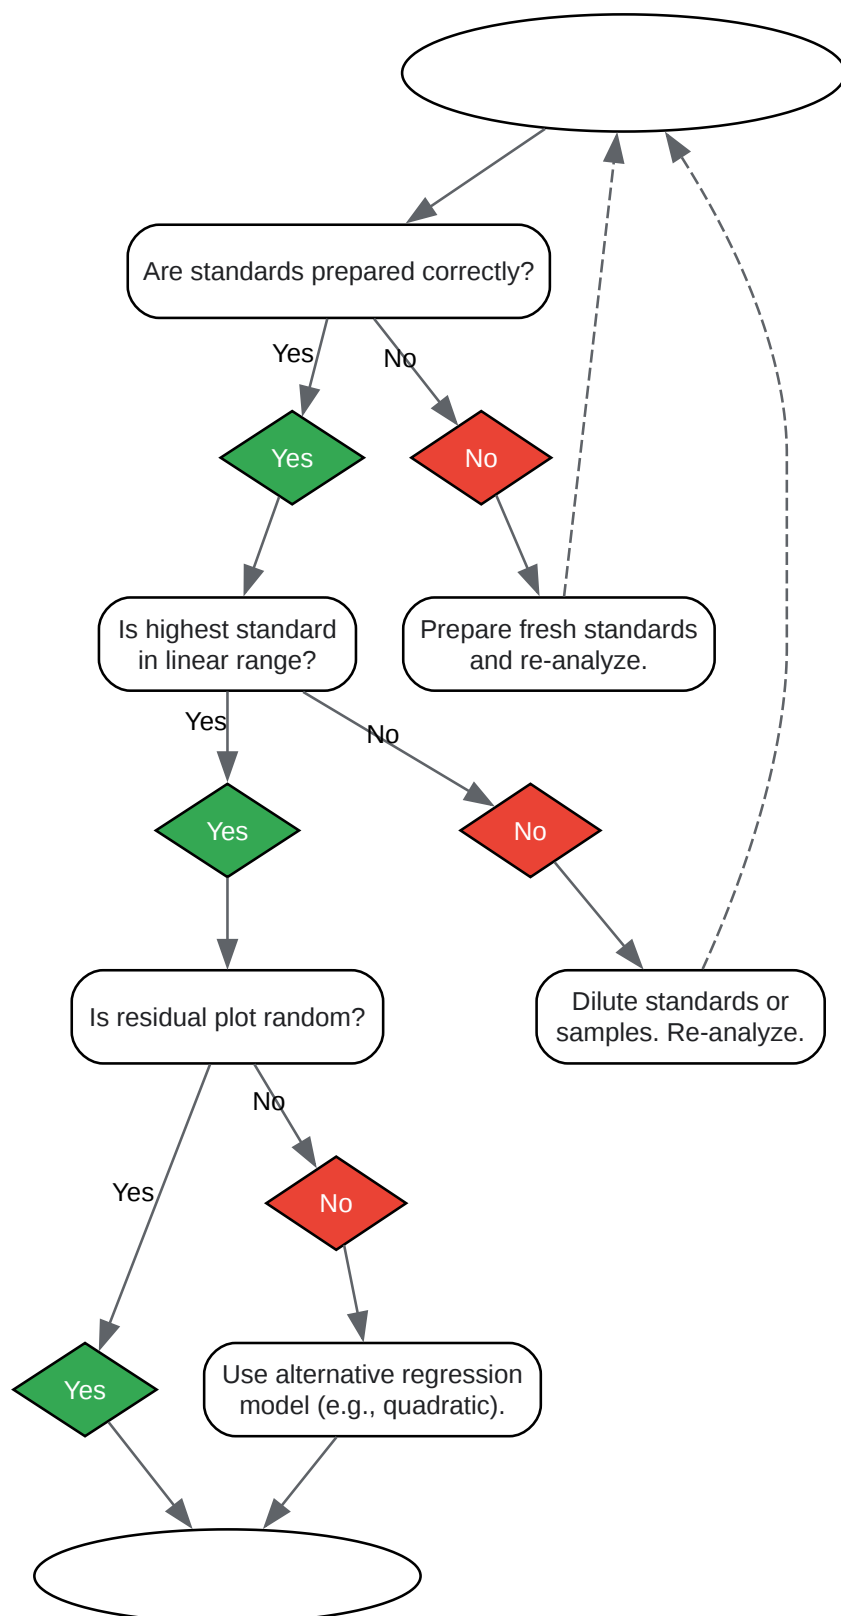 Are standards prepared correctly?
Yes
No
Yes
No
Is highest standard
in linear range?
Prepare fresh standards
and re-analyze.
Yes
No
Yes
No
Is residual plot random?
Dilute standards or
samples. Re-analyze.
No
Yes
No
Use alternative regression
model (e.g., quadratic).
Yes